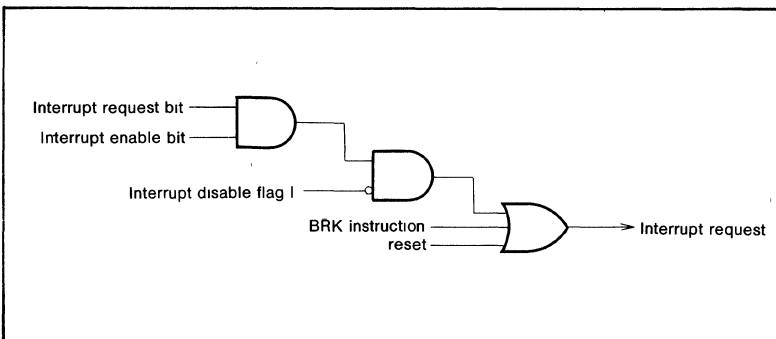 Interrupt request bit
Interrupt enable bit
Interrupt disable flag I
BRK instruction
reset
Interrupt request